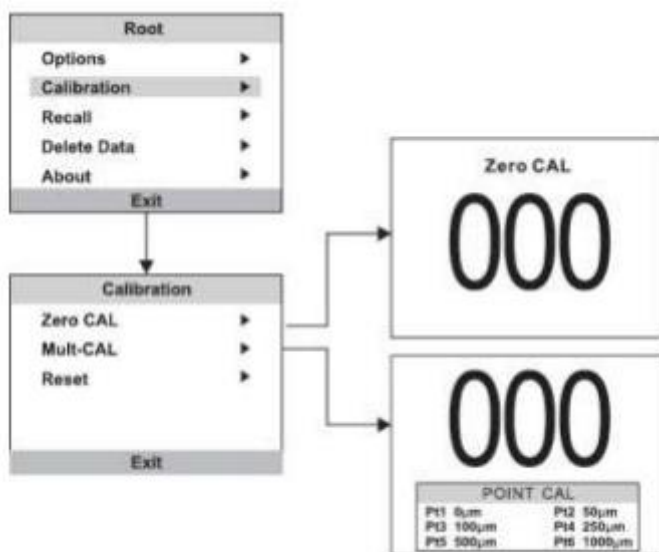 Root
Options
Calibration
Recall
Delete Data
About
Exit
Calibration
Zero CAL
Mult-CAL
Reset
Exit
Zero CAL
000
000
POINT CAL
Pt1 0μm Pt2 50μm
Pt3 100μm Pt4 250μm
Pt5 500μm Pt6 1000μm